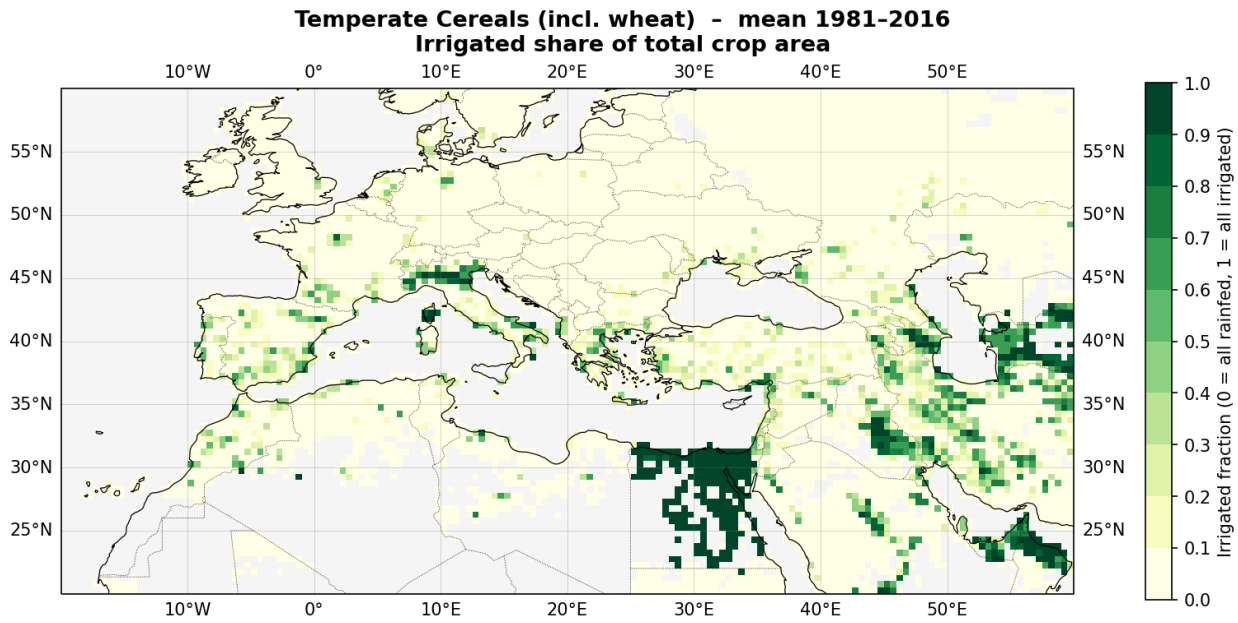 Temperate Cereals (incl. wheat)  –  mean 1981–2016
Irrigated share of total crop area
10°W 0° 10°E 20°E 30°E 40°E 50°E
55°N 55°N
50°N 50°N
45°N 45°N
40°N 40°N
35°N 35°N
30°N 30°N
25°N 25°N
10°W 0° 10°E 20°E 30°E 40°E 50°E
1.0
0.9
0.8
0.7
0.6
0.5
0.4
0.3
0.2
0.1
0.0
Irrigated fraction (0 = all rainfed, 1 = all irrigated)